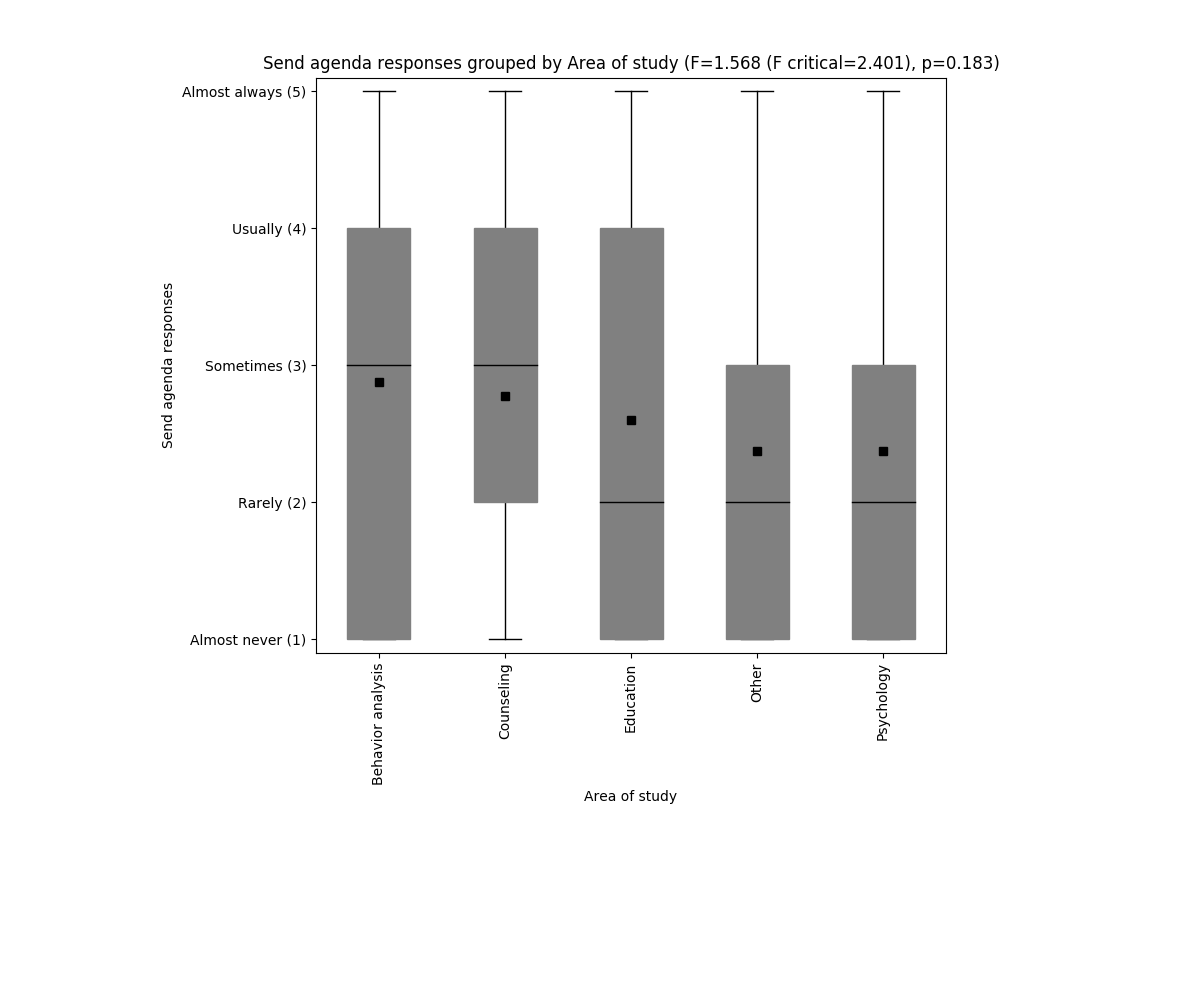 Send agenda responses grouped by Area of study (F=1.568 (F critical=2.401), p=0.183)
Almost always (5)
Usually (4)
Sometimes (3)
Rarely (2)
Almost never (1)
Send agenda responses
Behavior analysis
Counseling
Education
Other
Psychology
Area of study